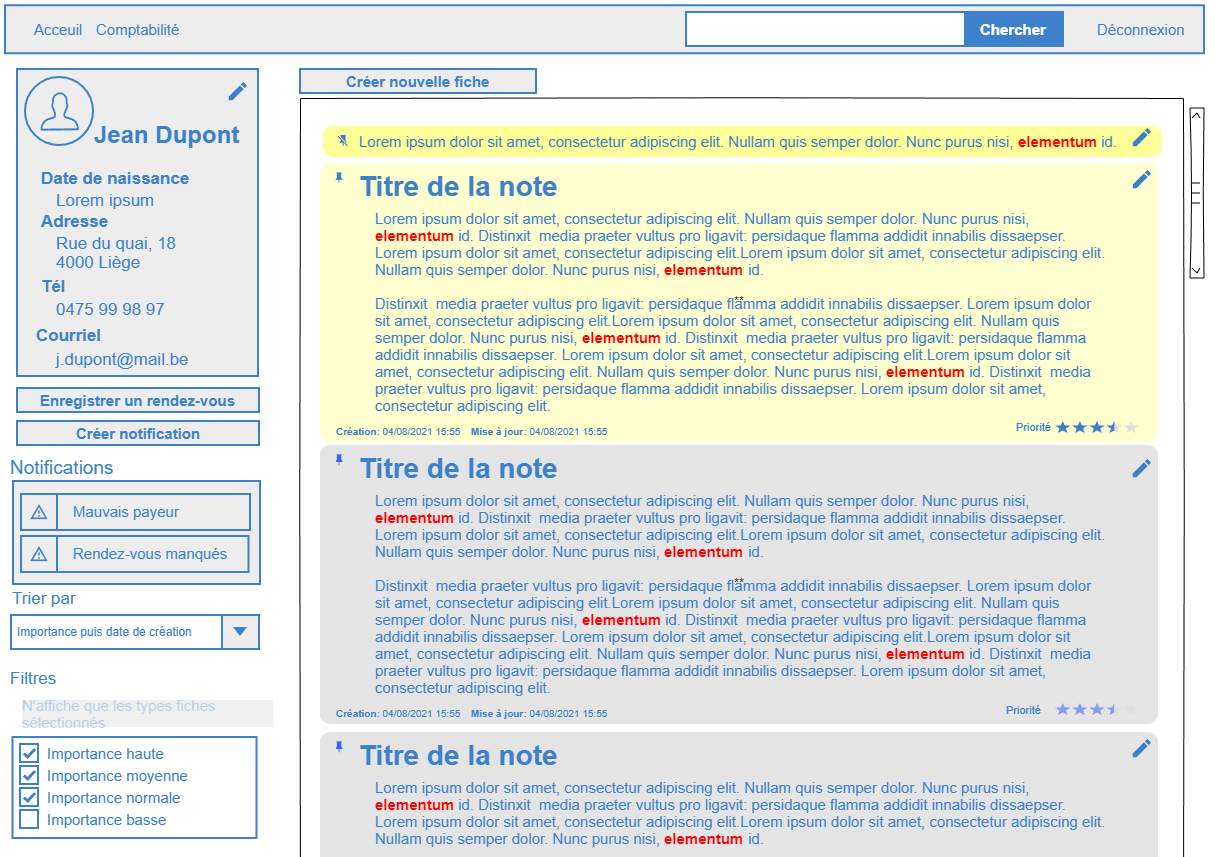 Acceuil Comptabilité
Chercher
Déconnexion
Jean Dupont
Date de naissance
Lorem ipsum
Adresse
Rue du quai, 18
4000 Liège
Tél
0475 99 98 97
Courriel
j.dupont@mail.be
Enregistrer un rendez-vous
Créer notification
Notifications
Mauvais payeur
Rendez-vous manqués
Trier par
Importance puis date de création
Filtres
N'affiche que les types fiches
sélectionnés
Importance haute
Importance moyenne
Importance normale
Importance basse
Créer nouvelle fiche
Lorem ipsum dolor sit amet, consectetur adipiscing elit. Nullam quis semper dolor. Nunc purus nisi, elementum id.
Titre de la note
Lorem ipsum dolor sit amet, consectetur adipiscing elit. Nullam quis semper dolor. Nunc purus nisi,
elementum id. Distinxit  media praeter vultus pro ligavit: persidaque flamma addidit innabilis dissaepser.
Lorem ipsum dolor sit amet, consectetur adipiscing elit.Lorem ipsum dolor sit amet, consectetur adipiscing elit.
Nullam quis semper dolor. Nunc purus nisi, elementum id.
Distinxit  media praeter vultus pro ligavit: persidaque flamma addidit innabilis dissaepser. Lorem ipsum dolor
sit amet, consectetur adipiscing elit.Lorem ipsum dolor sit amet, consectetur adipiscing elit. Nullam quis
semper dolor. Nunc purus nisi, elementum id. Distinxit  media praeter vultus pro ligavit: persidaque flamma
addidit innabilis dissaepser. Lorem ipsum dolor sit amet, consectetur adipiscing elit.Lorem ipsum dolor sit
amet, consectetur adipiscing elit. Nullam quis semper dolor. Nunc purus nisi, elementum id. Distinxit  media
praeter vultus pro ligavit: persidaque flamma addidit innabilis dissaepser. Lorem ipsum dolor sit amet,
consectetur adipiscing elit.
Création: 04/08/2021 15:55 Mise à jour: 04/08/2021 15:55
Priorité
Titre de la note
Lorem ipsum dolor sit amet, consectetur adipiscing elit. Nullam quis semper dolor. Nunc purus nisi,
elementum id. Distinxit  media praeter vultus pro ligavit: persidaque flamma addidit innabilis dissaepser.
Lorem ipsum dolor sit amet, consectetur adipiscing elit.Lorem ipsum dolor sit amet, consectetur adipiscing elit.
Nullam quis semper dolor. Nunc purus nisi, elementum id.
Distinxit  media praeter vultus pro ligavit: persidaque flamma addidit innabilis dissaepser. Lorem ipsum dolor
sit amet, consectetur adipiscing elit.Lorem ipsum dolor sit amet, consectetur adipiscing elit. Nullam quis
semper dolor. Nunc purus nisi, elementum id. Distinxit  media praeter vultus pro ligavit: persidaque flamma
addidit innabilis dissaepser. Lorem ipsum dolor sit amet, consectetur adipiscing elit.Lorem ipsum dolor sit
amet, consectetur adipiscing elit. Nullam quis semper dolor. Nunc purus nisi, elementum id. Distinxit  media
praeter vultus pro ligavit: persidaque flamma addidit innabilis dissaepser. Lorem ipsum dolor sit amet,
consectetur adipiscing elit.
Création: 04/08/2021 15:55 Mise à jour: 04/08/2021 15:55
Priorité
Titre de la note
Lorem ipsum dolor sit amet, consectetur adipiscing elit. Nullam quis semper dolor. Nunc purus nisi,
elementum id. Distinxit  media praeter vultus pro ligavit: persidaque flamma addidit innabilis dissaepser.
Lorem ipsum dolor sit amet, consectetur adipiscing elit.Lorem ipsum dolor sit amet, consectetur adipiscing elit.
Nullam quis semper dolor. Nunc purus nisi, elementum id.